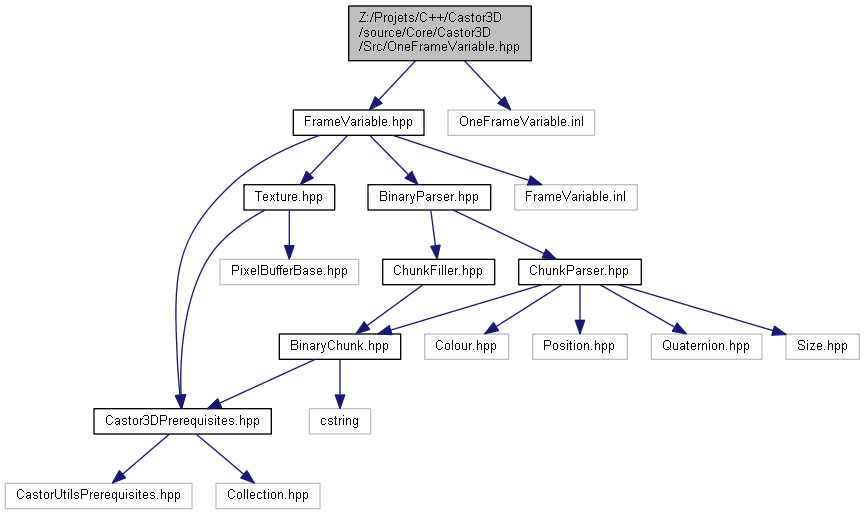 Z:/Projets/C++/Castor3D
/source/Core/Castor3D
/Src/OneFrameVariable.hpp
FrameVariable.hpp
OneFrameVariable.inl
Texture.hpp
BinaryParser.hpp
FrameVariable.inl
PixelBufferBase.hpp
ChunkFiller.hpp
ChunkParser.hpp
BinaryChunk.hpp
Colour.hpp
Position.hpp
Quaternion.hpp
Size.hpp
Castor3DPrerequisites.hpp
cstring
CastorUtilsPrerequisites.hpp
Collection.hpp